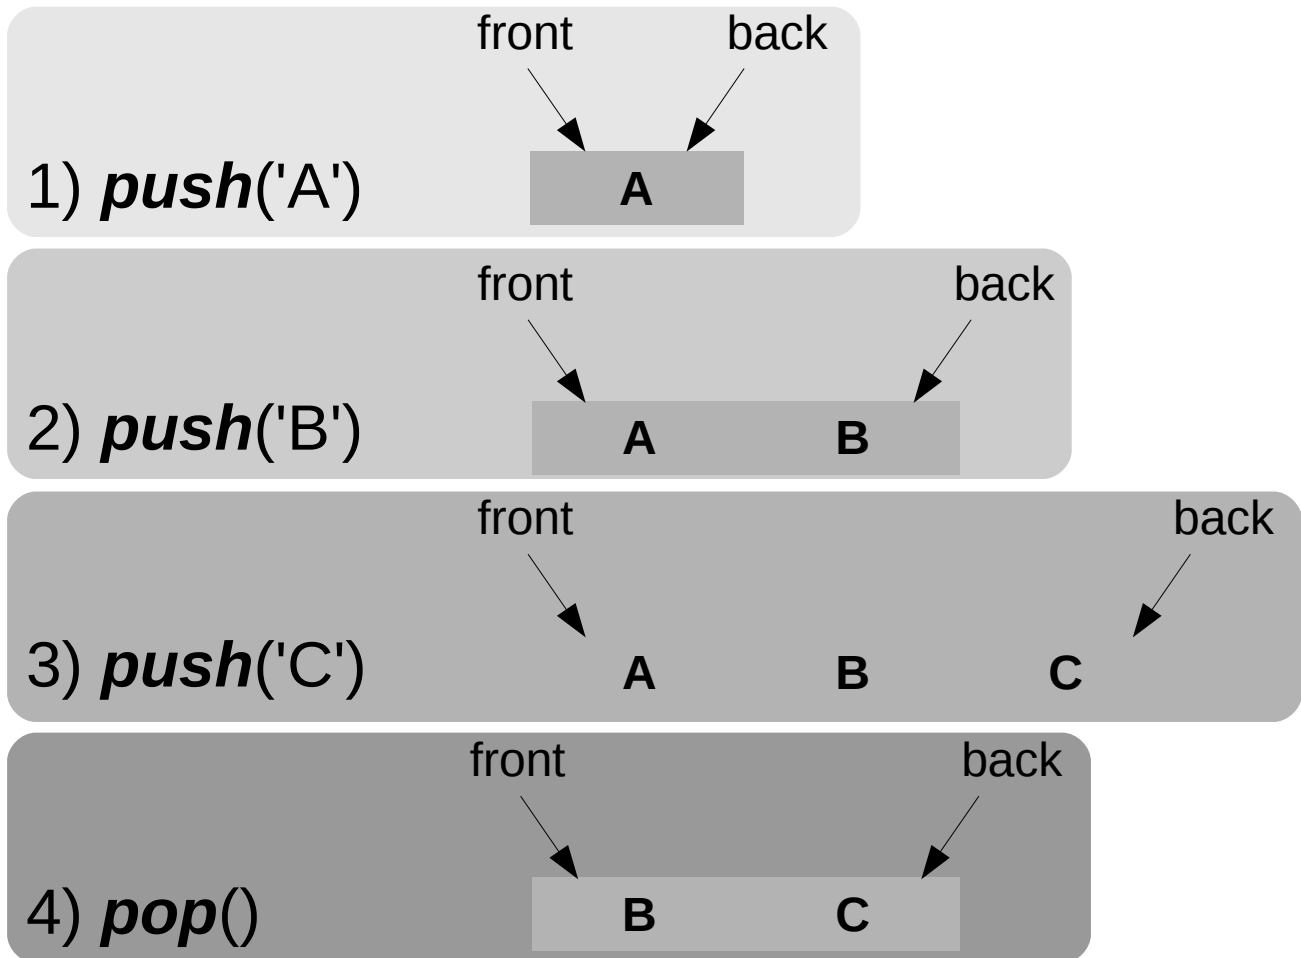 front back
1) push('A') A
front back
2) push('B') A B
front back
3) push('C') A B C
front back
4) pop() B C